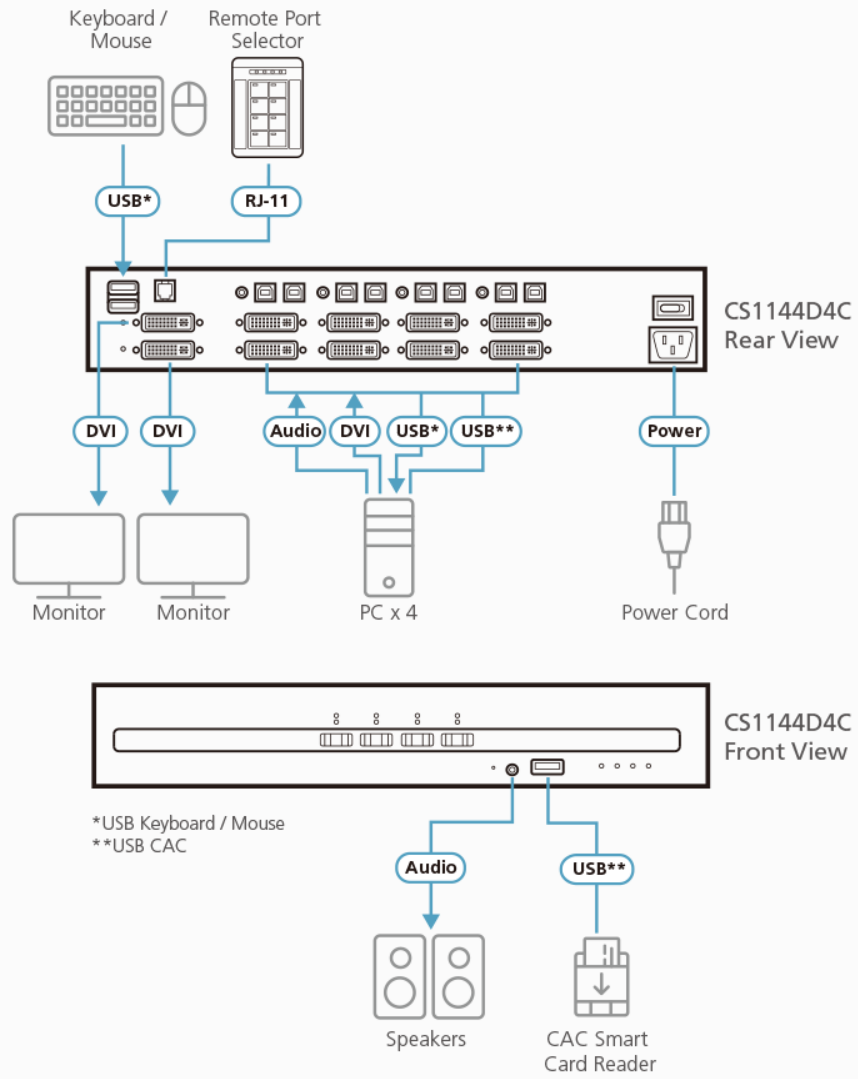 Keyboard /
Mouse
Remote Port
Selector
USB*
RJ-11
CS1144D4C
Rear View
DVI
DVI
Audio
DVI
USB*
USB**
Power
Monitor
Monitor
PC x 4
Power Cord
CS1144D4C
Front View
*USB Keyboard / Mouse
**USB CAC
Audio
USB**
Speakers
CAC Smart
Card Reader